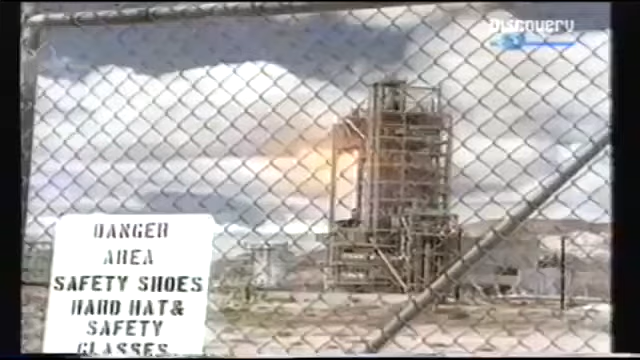 Discovery
DANGER
AREA
SAFETY SHOES
HARD HAT &
SAFETY
GLASSES